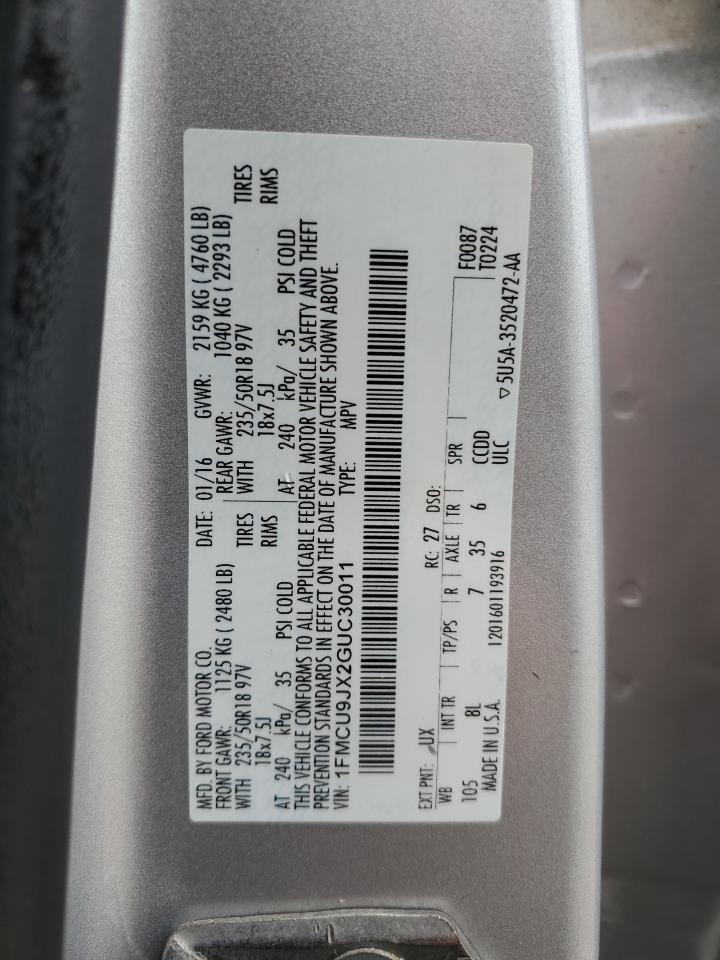 MFD. BY FORD MOTOR CO. DATE: 01/16 GVWR: 2159 KG ( 4760 LB)
FRONT GAWR: 1125 KG ( 2480 LB) REAR GAWR: 1040 KG ( 2293 LB)
WITH 235/50R18 97V TIRES WITH 235/50R18 97V TIRES
18x7.5J RIMS 18x7.5J RIMS
AT 240 kPa/ 35 PSI COLD AT 240 kPa/ 35 PSI COLD
THIS VEHICLE CONFORMS TO ALL APPLICABLE FEDERAL MOTOR VEHICLE SAFETY AND THEFT
PREVENTION STANDARDS IN EFFECT ON THE DATE OF MANUFACTURE SHOWN ABOVE.
VIN: 1FMCU9JX2GUC30011 TYPE: MPV
EXT PNT: UX RC: 27 DSO:
WB INT TR TP/PS R AXLE TR SPR F0087
105 8L 7 35 6 CCDD T0224
MADE IN U.S.A. 1201601193916 ULC ▽5U5A-3520472-AA